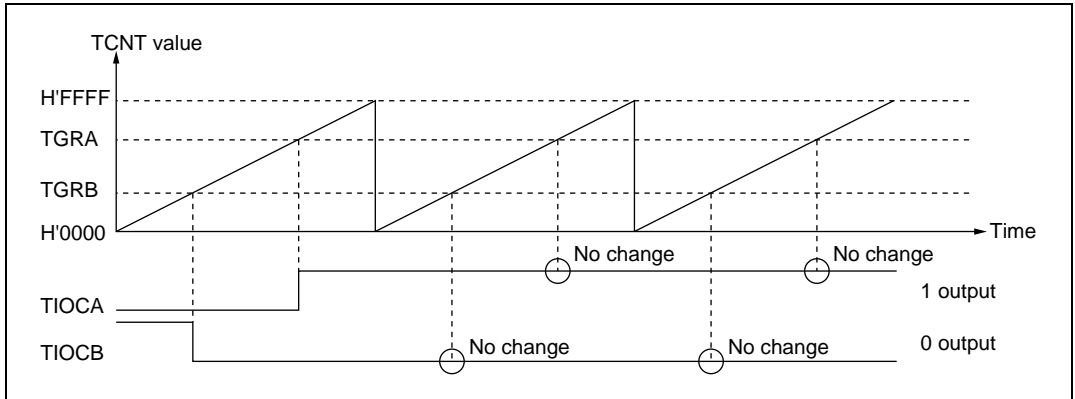 TCNT value
H'FFFF
TGRA
TGRB
H'0000
Time
No change
No change
TIOCA
1 output
No change
No change
TIOCB
0 output